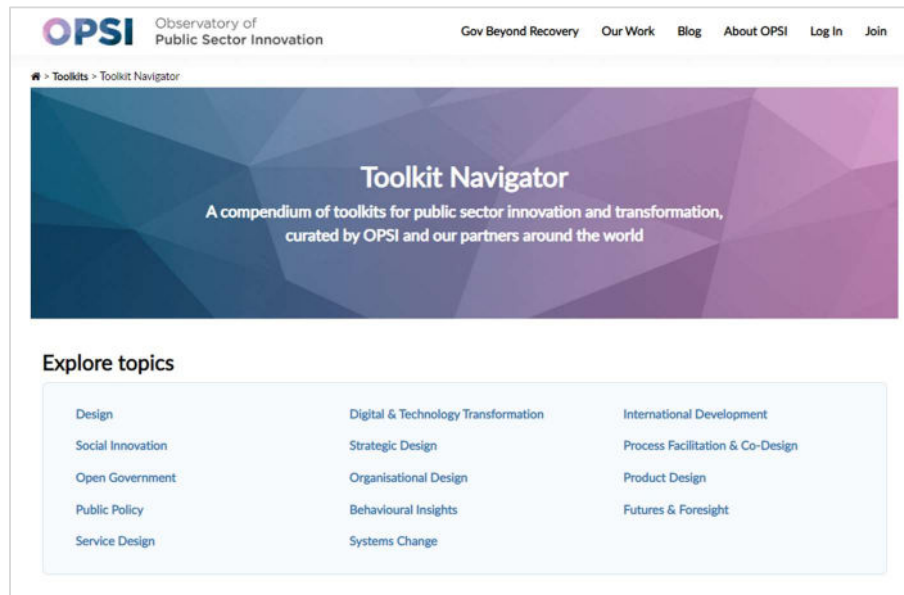 OPSI
Observatory of
Public Sector Innovation
Gov Beyond Recovery Our Work Blog About OPSI Log In Join
> Toolkits > Toolkit Navigator
Toolkit Navigator
A compendium of toolkits for public sector innovation and transformation,
curated by OPSI and our partners around the world
Explore topics
Design Digital & Technology Transformation International Development
Social Innovation Strategic Design Process Facilitation & Co-Design
Open Government Organisational Design Product Design
Public Policy Behavioural Insights Futures & Foresight
Service Design Systems Change